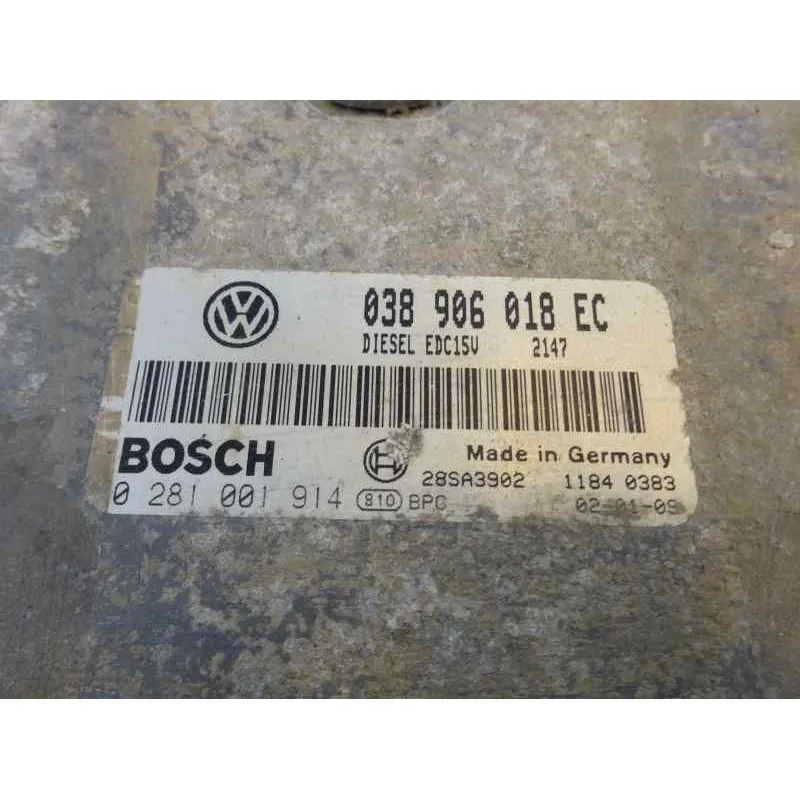 038 906 018 EC
DIESEL EDC15V 2147
BOSCH
Made in Germany
28SA3902 1184 0383
0 281 001 914 810 BPC 02-01-09